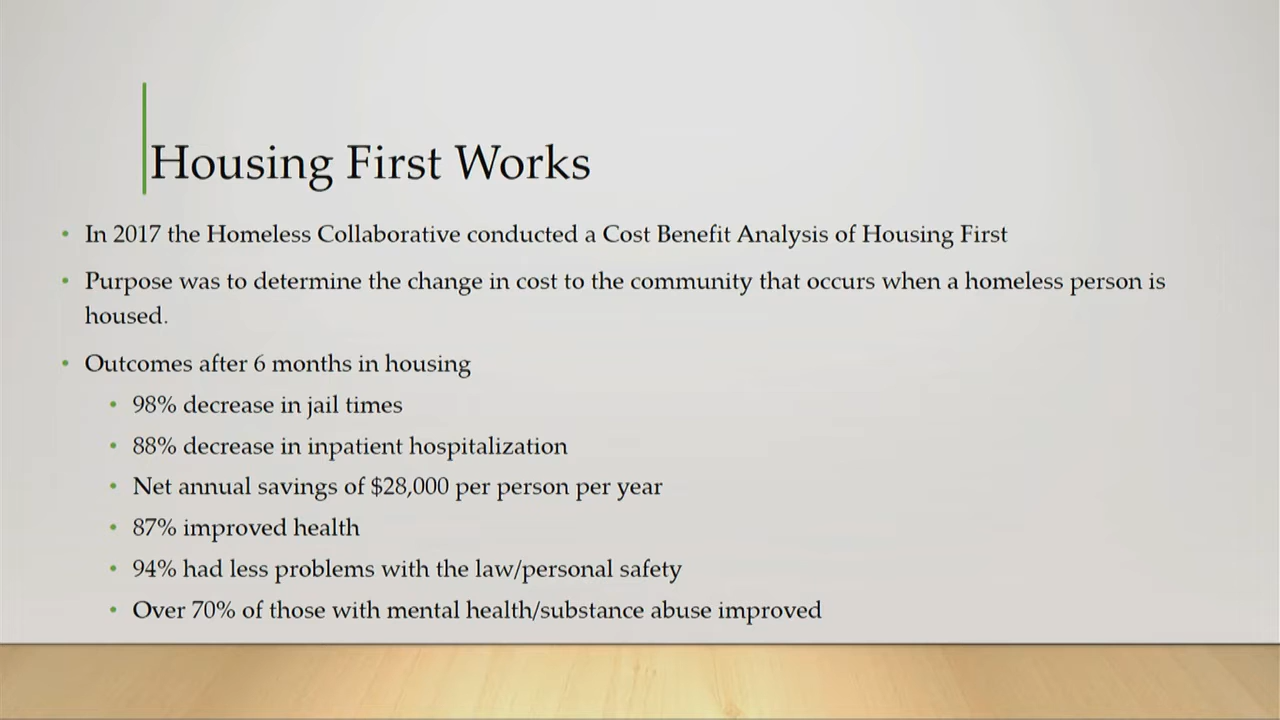 Housing First Works
• In 2017 the Homeless Collaborative conducted a Cost Benefit Analysis of Housing First
• Purpose was to determine the change in cost to the community that occurs when a homeless person is
housed.
• Outcomes after 6 months in housing
• 98% decrease in jail times
• 88% decrease in inpatient hospitalization
• Net annual savings of $28,000 per person per year
• 87% improved health
• 94% had less problems with the law/personal safety
• Over 70% of those with mental health/substance abuse improved